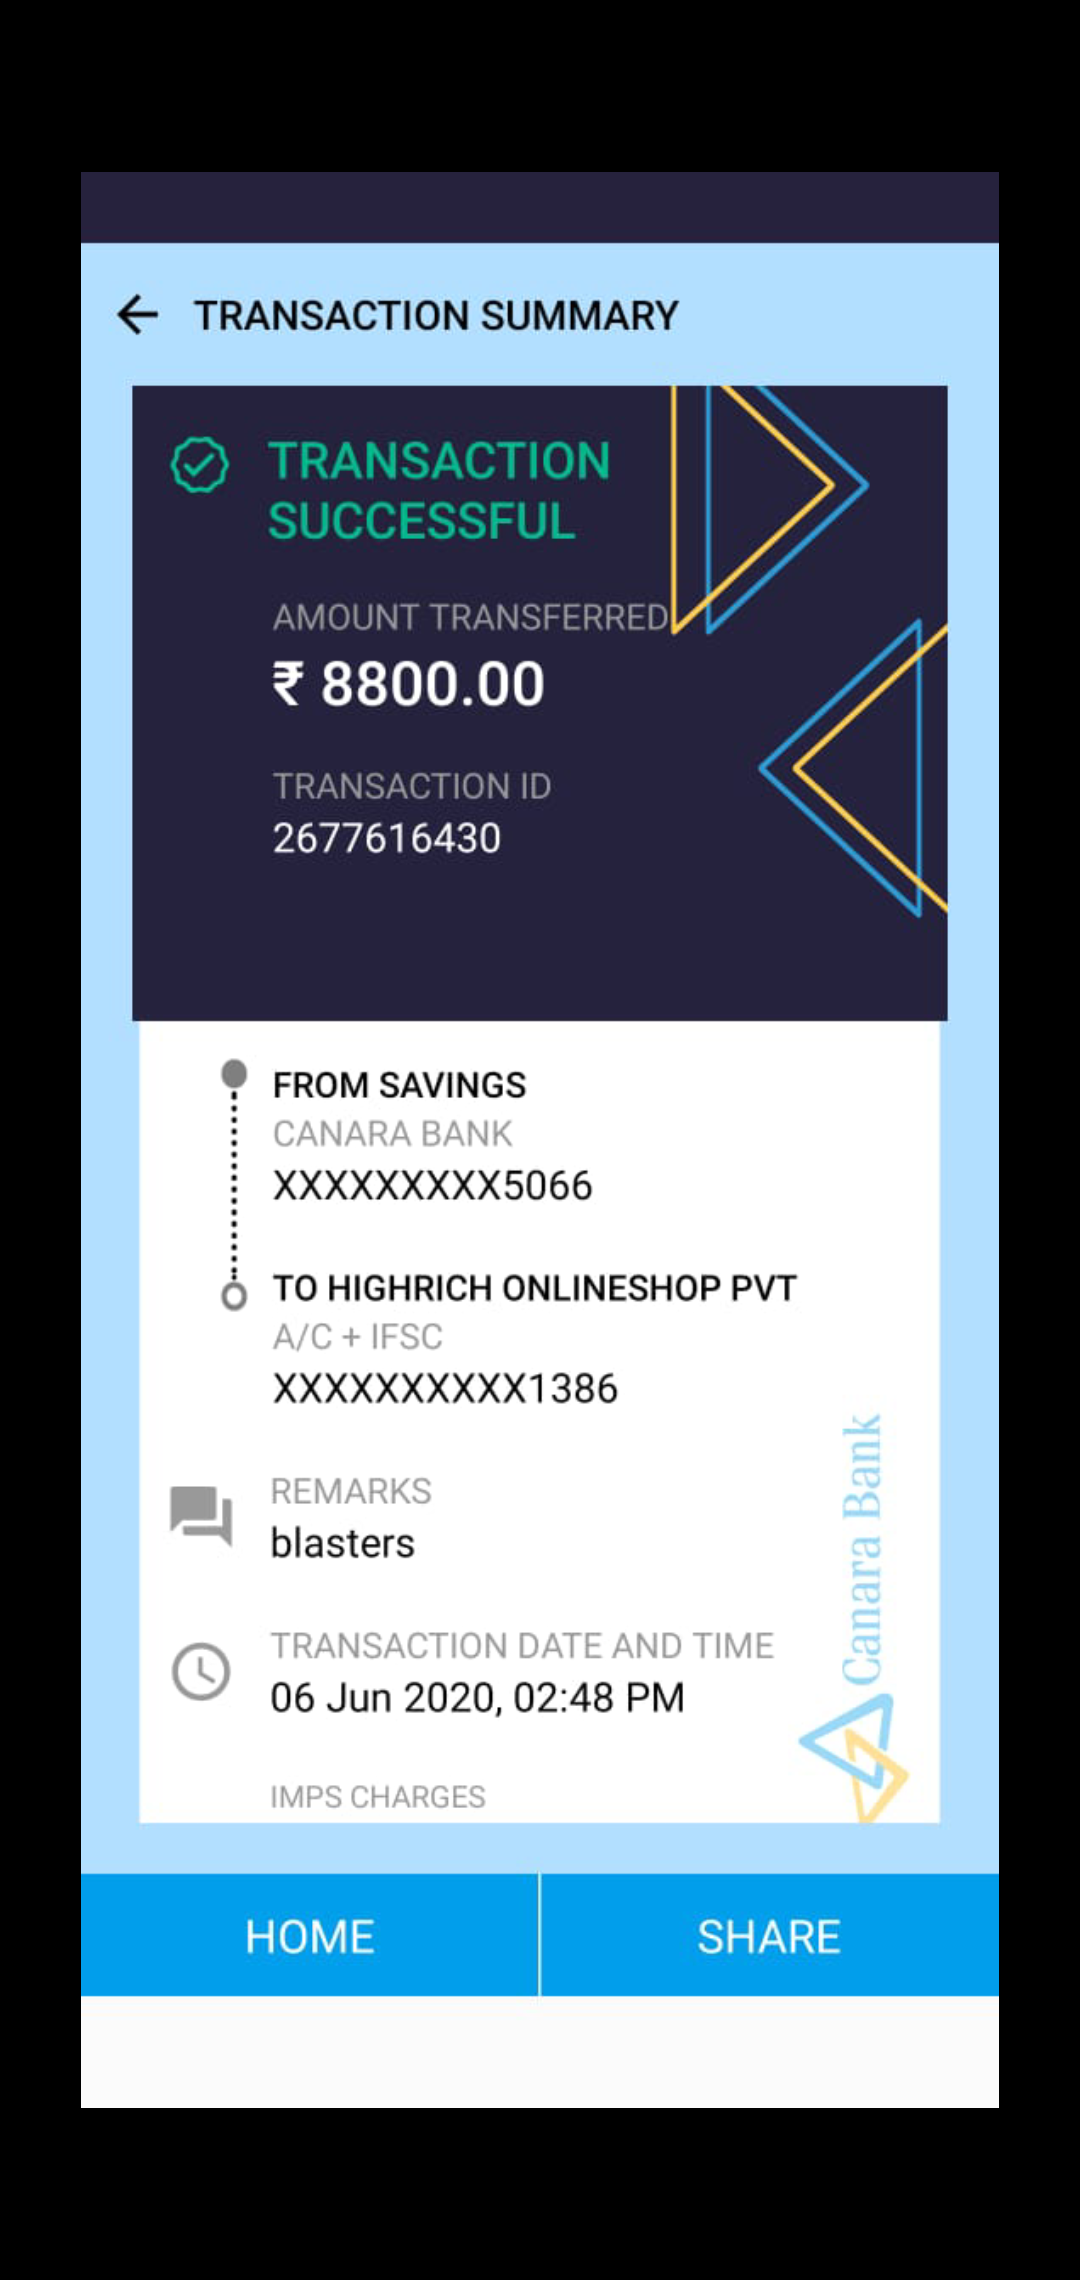 TRANSACTION SUMMARY
TRANSACTION
SUCCESSFUL
AMOUNT TRANSFERRED
₹ 8800.00
TRANSACTION ID
2677616430
FROM SAVINGS
CANARA BANK
XXXXXXXXX5066
TO HIGHRICH ONLINESHOP PVT
A/C + IFSC
XXXXXXXXXX1386
REMARKS
blasters
TRANSACTION DATE AND TIME
06 Jun 2020, 02:48 PM
IMPS CHARGES
Canara Bank
HOME
SHARE